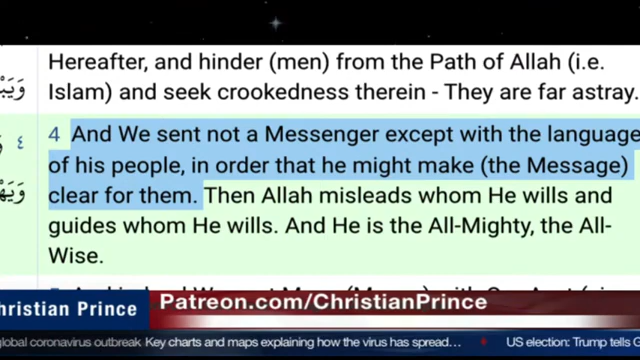 Hereafter, and hinder (men) from the Path of Allah (i.e.
Islam) and seek crookedness therein - They are far astray.
٤
4 And We sent not a Messenger except with the language
of his people, in order that he might make (the Message)
clear for them. Then Allah misleads whom He wills and
guides whom He wills. And He is the All-Mighty, the All-
Wise.
Christian Prince
Patreon.com/ChristianPrince
global coronavirus outbreak Key charts and maps explaining how the virus has spread... US election: Trump tells G